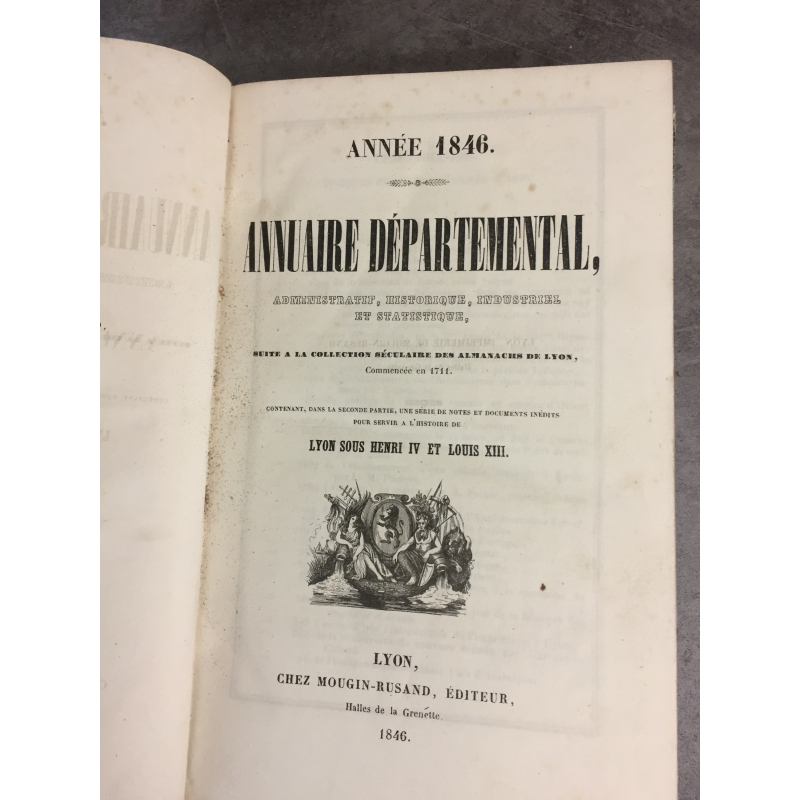 ANNÉE 1846.
ANNUAIRE DÉPARTEMENTAL,
ADMINISTRATIF, HISTORIQUE, INDUSTRIEL
ET STATISTIQUE,
SUITE A LA COLLECTION SÉCULAIRE DES ALMANACHS DE LYON,
Commencée en 1711.
CONTENANT, DANS LA SECONDE PARTIE, UNE SÉRIE DE NOTES ET DOCUMENTS INÉDITS
POUR SERVIR A L'HISTOIRE DE
LYON SOUS HENRI IV ET LOUIS XIII.
LYON,
CHEZ MOUGIN-RUSAND, ÉDITEUR,
Halles de la Grenette.
1846.